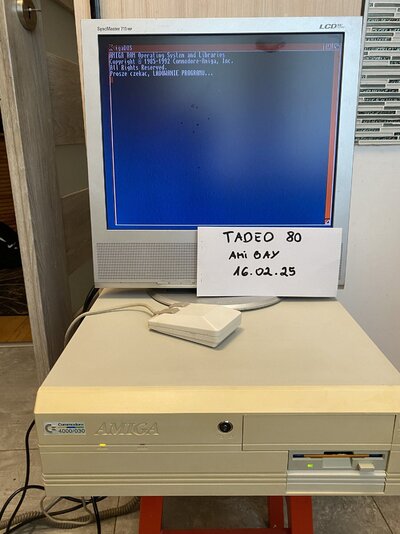 SyncMaster 710MP
LCD
AmigaDOS
AMIGA ROM Operating System and Libraries
Copyright © 1985-1992 Commodore-Amiga, Inc.
All Rights Reserved.
Prosze czekac, LADOWANIE PROGRAMU...
TADEO 80
AMi BAY
16.02.25
Commodore
4000/030
AMIGA